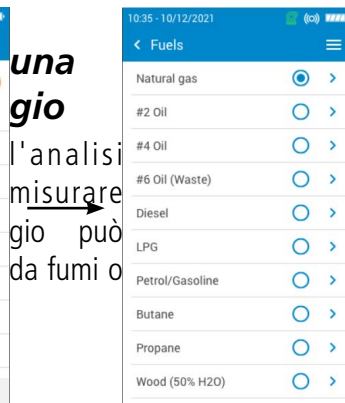 una
gio
l'analisi
misurare
gio può
da fumi o
10:35 - 10/12/2021
Fuels
Natural gas
#2 Oil
#4 Oil
#6 Oil (Waste)
Diesel
LPG
Petrol/Gasoline
Butane
Propane
Wood (50% H2O)